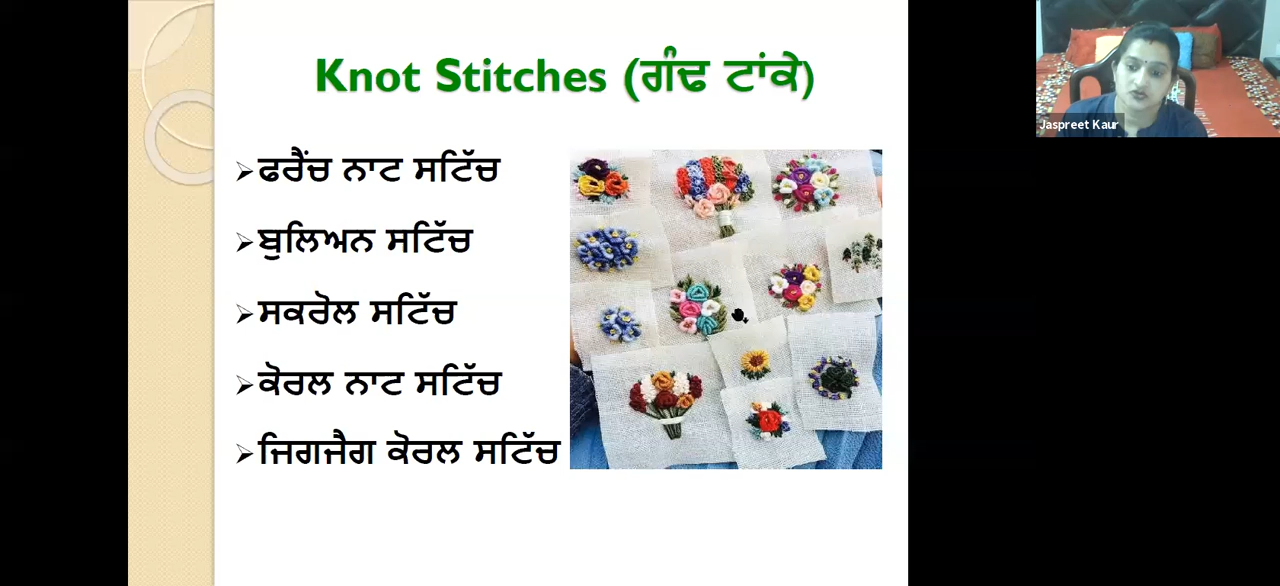 Knot Stitches (ਗੰਢ ਟਾਂਕੇ)
Jaspreet Kaur
➢ਫਰੈਂਚ ਨਾਟ ਸਟਿੱਚ
➢ਬੁਲਿਅਨ ਸਟਿੱਚ
➢ਸਕਰੋਲ ਸਟਿੱਚ
➢ਕੋਰਲ ਨਾਟ ਸਟਿੱਚ
➢ਜਿਗਜੈਗ ਕੋਰਲ ਸਟਿੱਚ